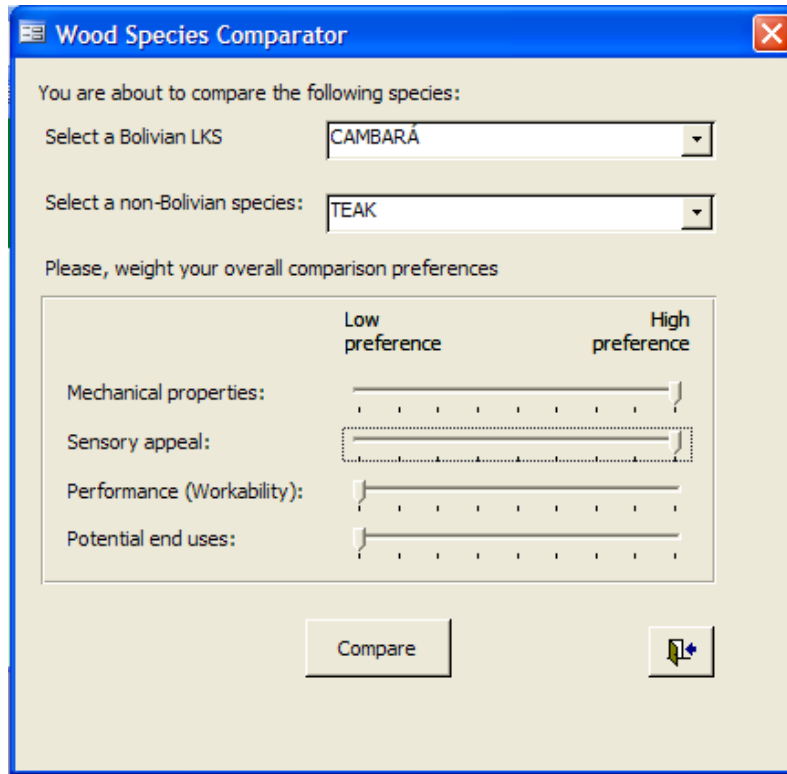 Wood Species Comparator
You are about to compare the following species:
Select a Bolivian LKS
CAMBARÁ
Select a non-Bolivian species:
TEAK
Please, weight your overall comparison preferences
Low preference
High preference
Mechanical properties:
Sensory appeal:
Performance (Workability):
Potential end uses:
Compare